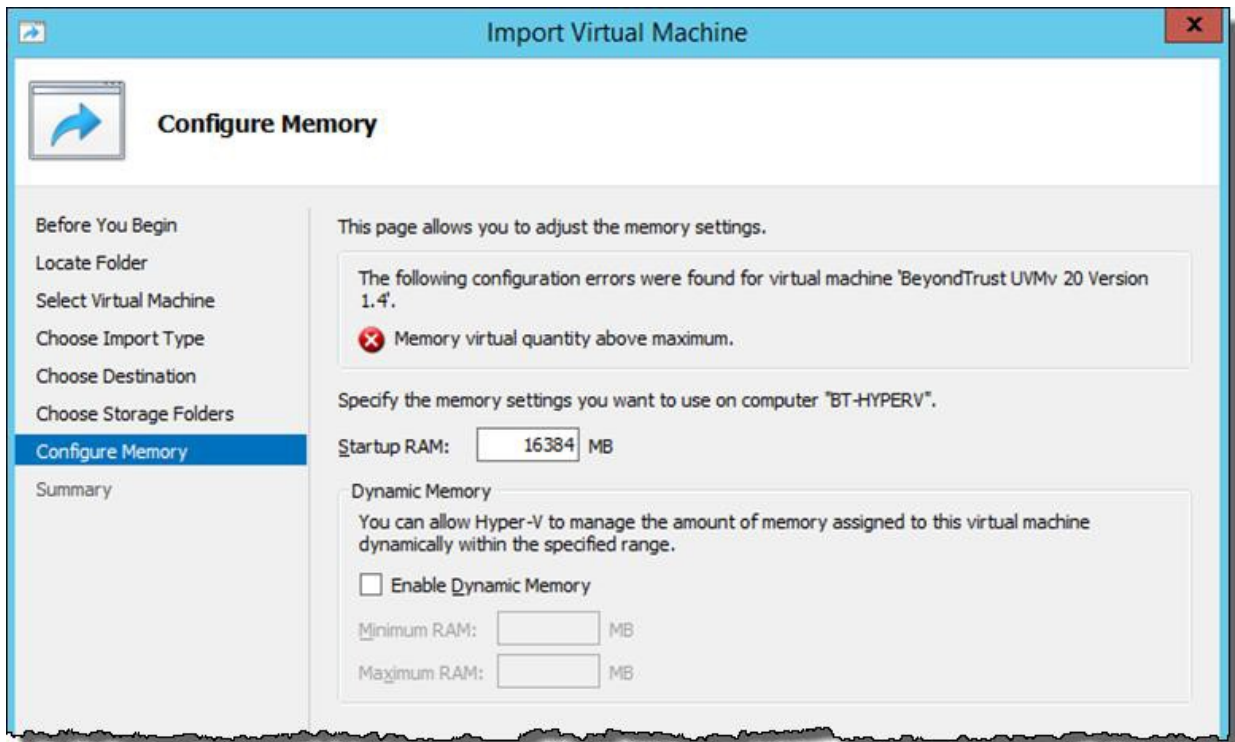 Import Virtual Machine
x
Configure Memory
Before You Begin
Locate Folder
Select Virtual Machine
Choose Import Type
Choose Destination
Choose Storage Folders
Configure Memory
Summary
This page allows you to adjust the memory settings.
The following configuration errors were found for virtual machine 'BeyondTrust UVMv 20 Version
1.4'.
Memory virtual quantity above maximum.
Specify the memory settings you want to use on computer "BT-HYPERV".
Startup RAM: 16384 MB
Dynamic Memory
You can allow Hyper-V to manage the amount of memory assigned to this virtual machine
dynamically within the specified range.
Enable Dynamic Memory
Minimum RAM: MB
Maximum RAM: MB